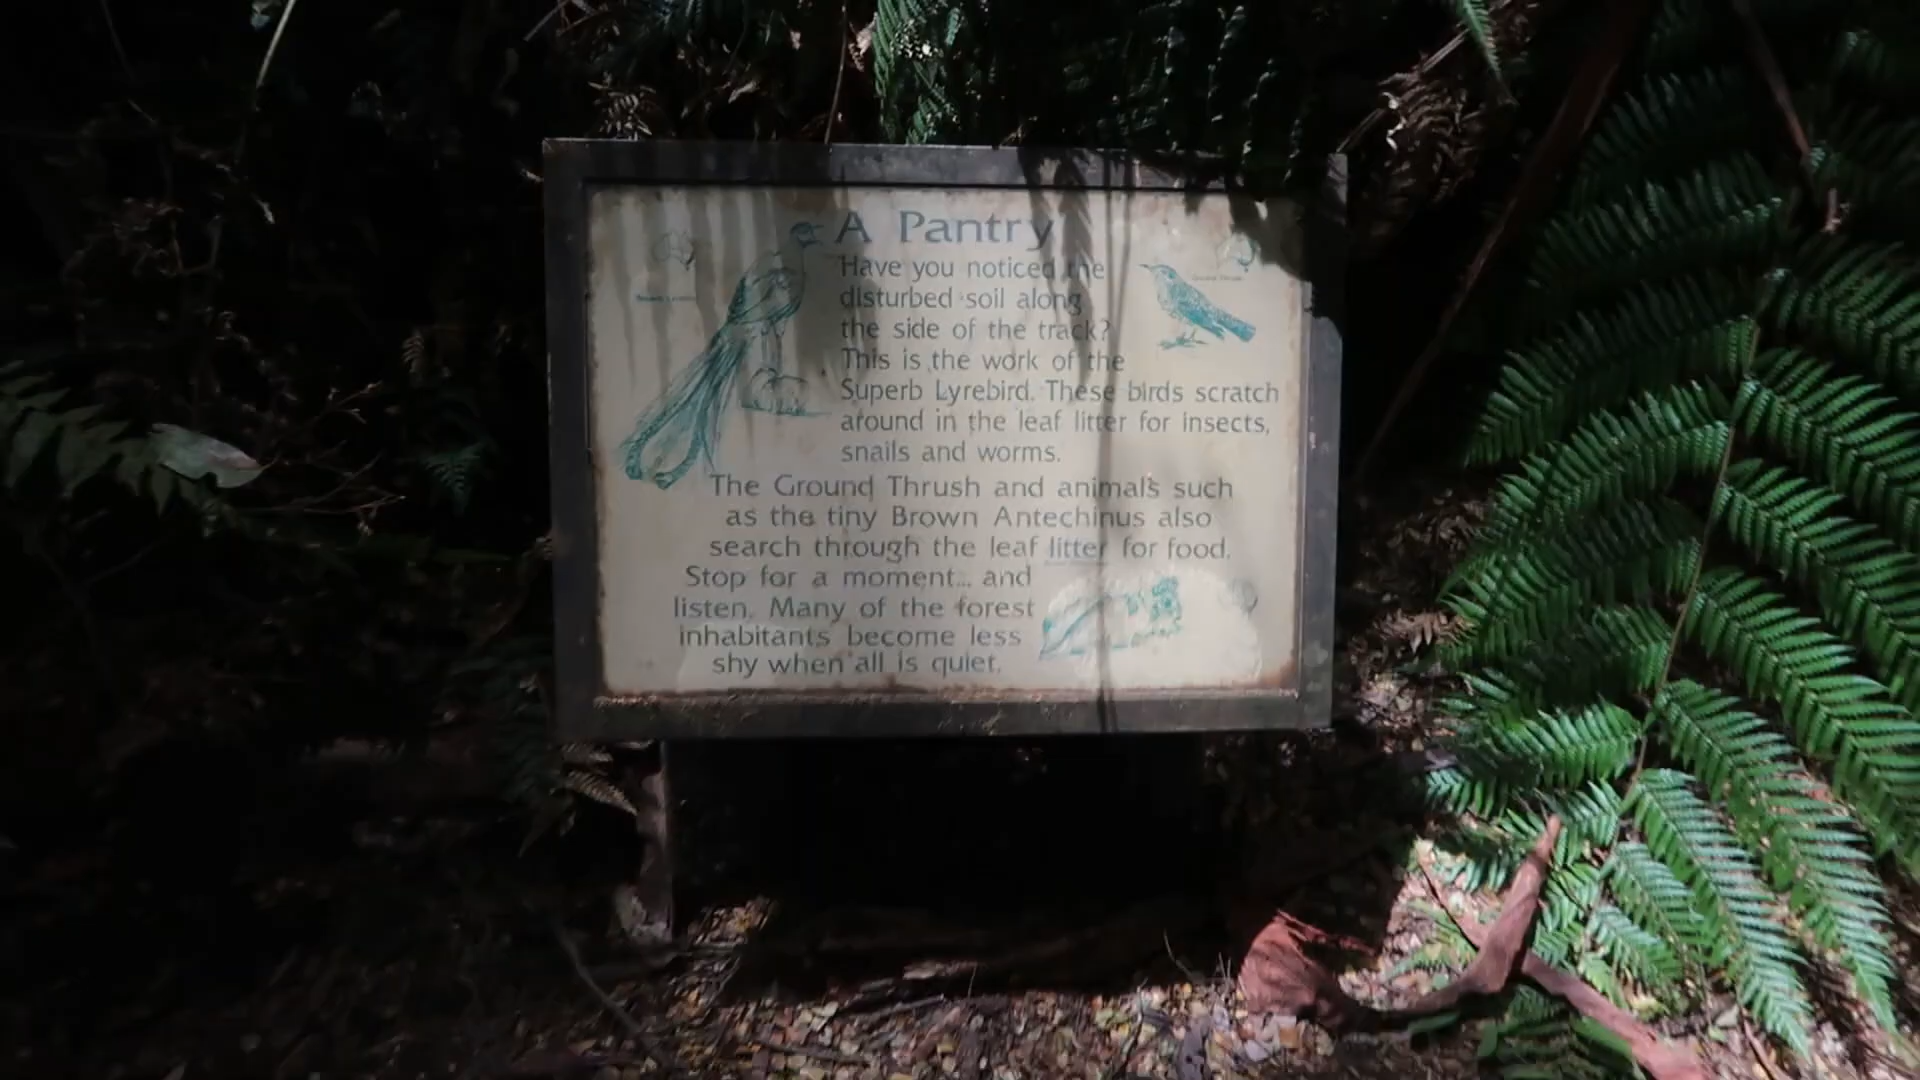 A Pantry
Have you noticed the
disturbed soil along
the side of the track?
This is the work of the
Superb Lyrebird. These birds scratch
around in the leaf litter for insects,
snails and worms.
The Ground Thrush and animals such
as the tiny Brown Antechinus also
search through the leaf litter for food.
Stop for a moment... and
listen. Many of the forest
inhabitants become less
shy when all is quiet.
Ground Thrush